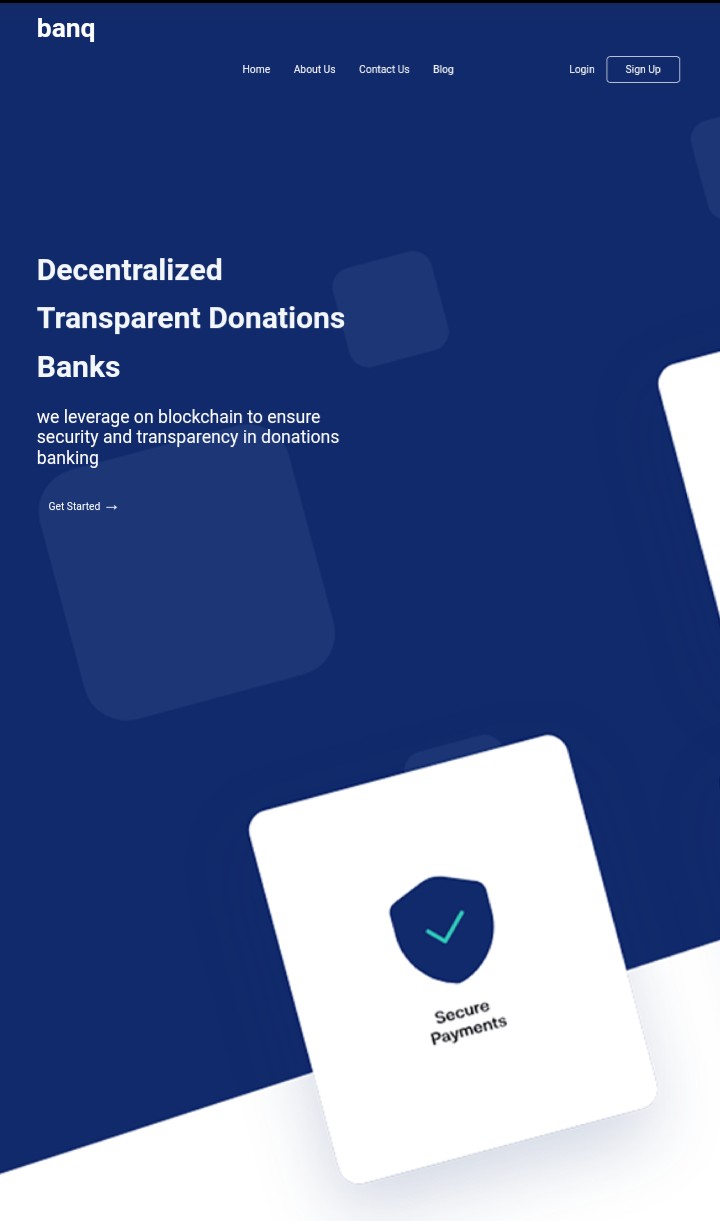 banq
Home About Us Contact Us Blog Login Sign Up
Decentralized
Transparent Donations
Banks
we leverage on blockchain to ensure
security and transparency in donations
banking
Get Started →
Secure
Payments